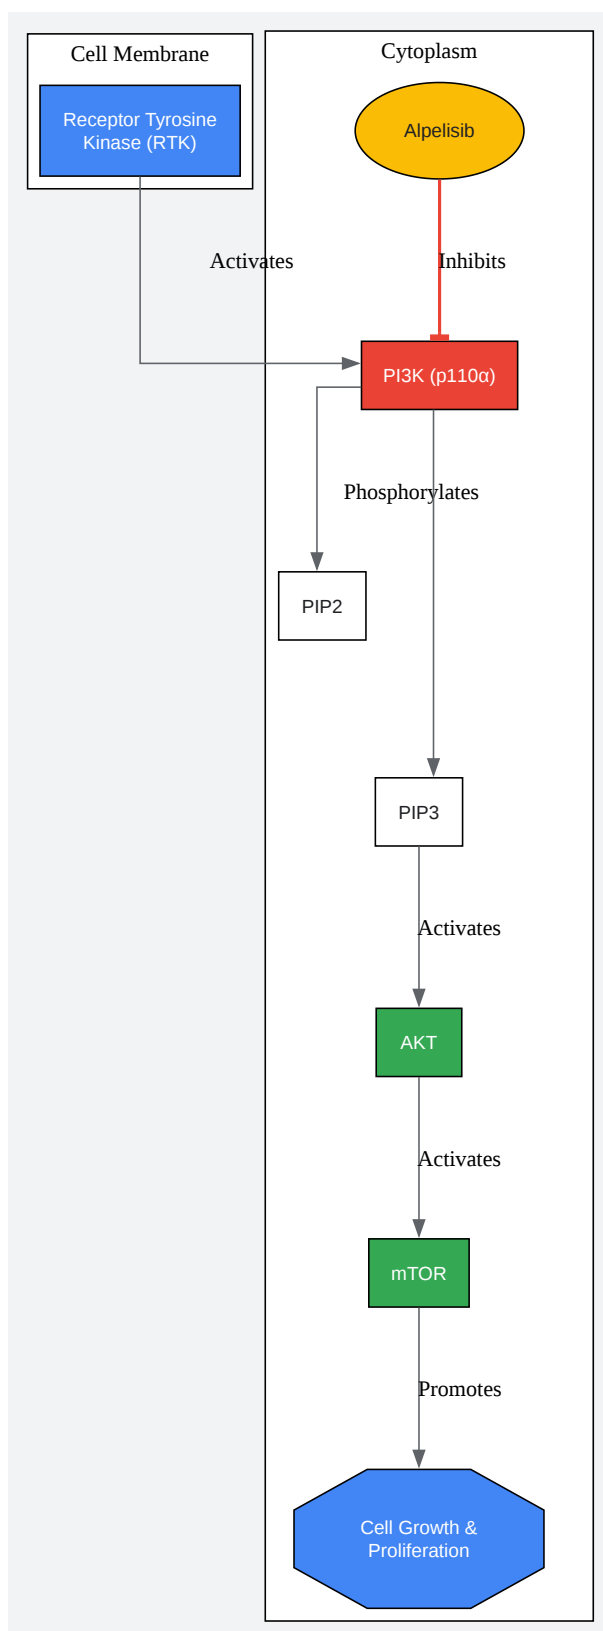 Cell Membrane
Receptor Tyrosine
Kinase (RTK)
Cytoplasm
Alpelisib
Activates
Inhibits
PI3K (p110α)
Phosphorylates
PIP2
PIP3
Activates
AKT
Activates
mTOR
Promotes
Cell Growth &
Proliferation